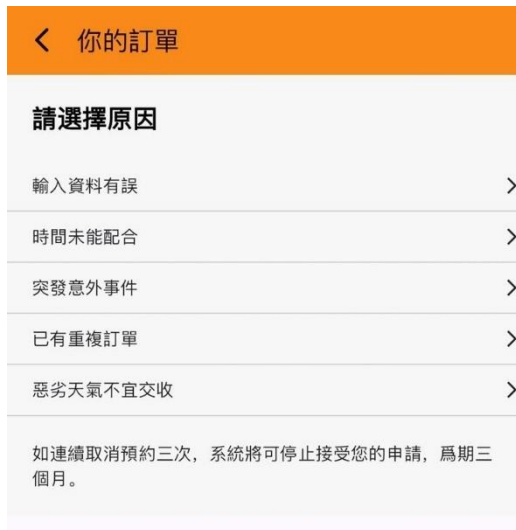 你的訂單
請選擇原因
輸入資料有誤
時間未能配合
突發意外事件
已有重複訂單
惡劣天氣不宜交收
如連續取消預約三次，系統將可停止接受您的申請，爲期三
個月。